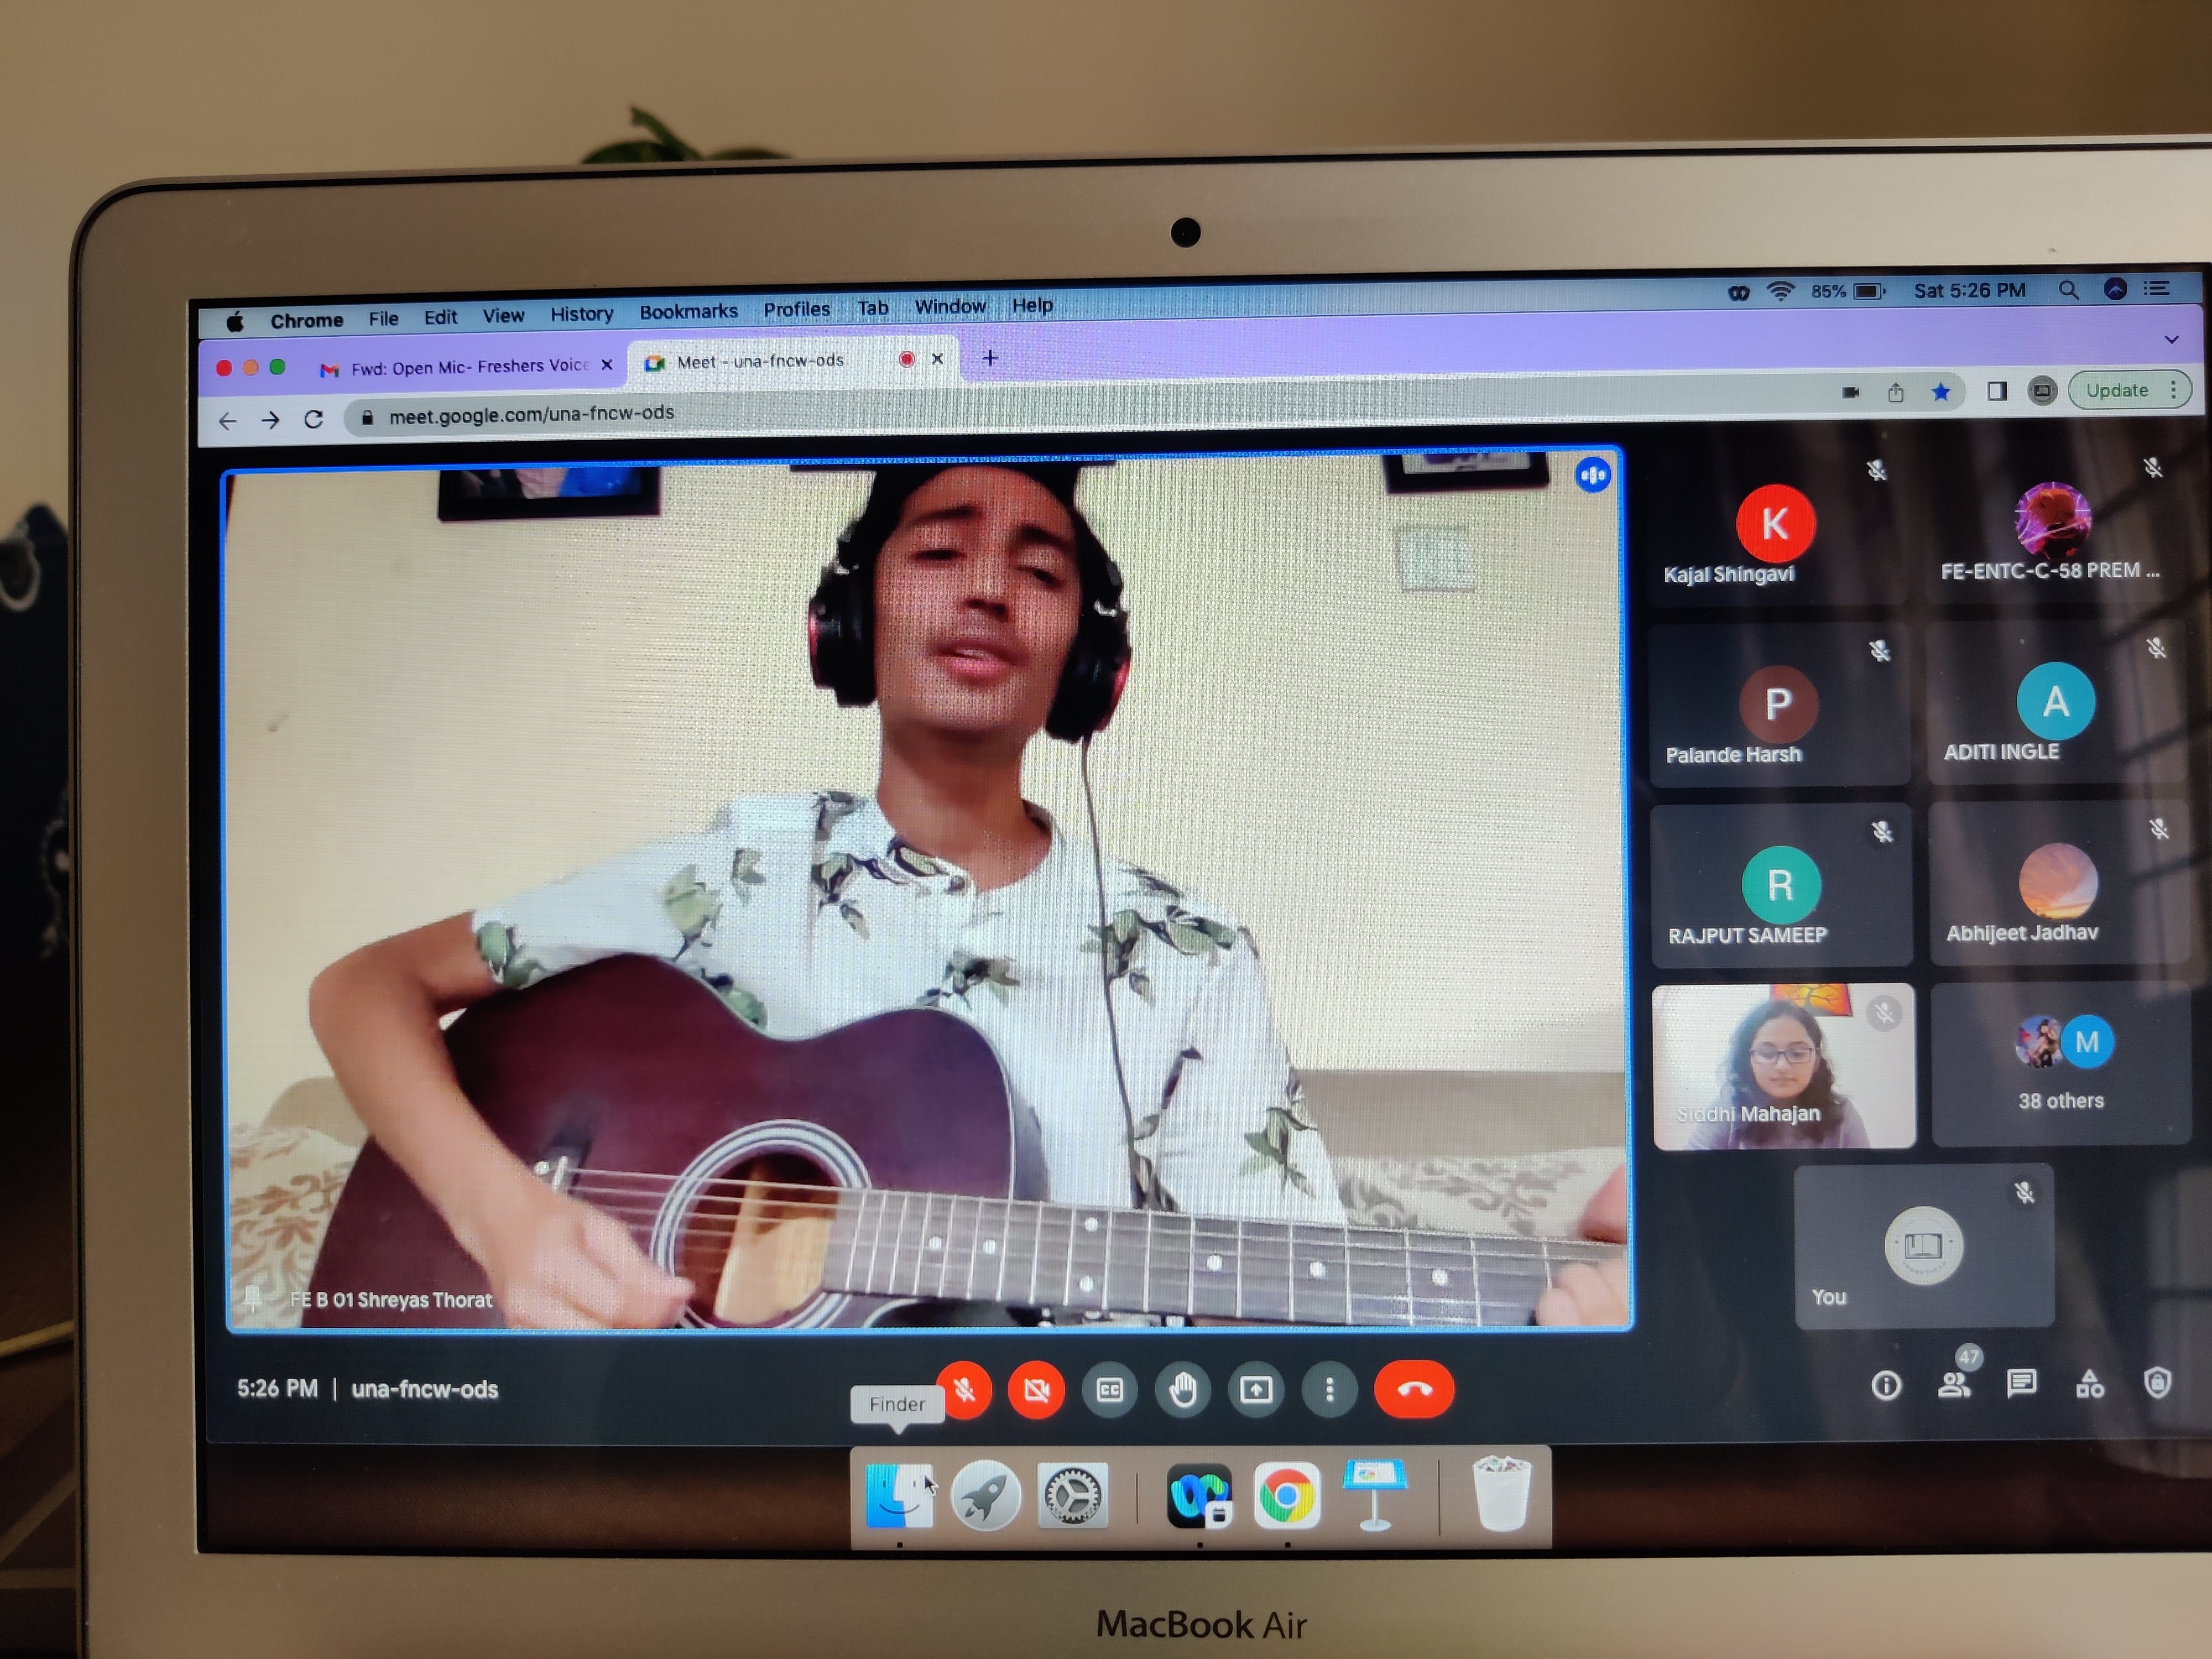 Chrome File Edit View History Bookmarks Profiles Tab Window Help 85% Sat 5:26 PM
Fwd: Open Mic- Freshers Voice Meet - una-fncw-ods
meet.google.com/una-fncw-ods Update
K
Kajal Shingavi
FE-ENTC-C-58 PREM ...
P
Palande Harsh
A
ADITI INGLE
R
RAJPUT SAMEEP
Abhijeet Jadhav
Siddhi Mahajan
M
38 others
You
FE B 01 Shreyas Thorat
5:26 PM | una-fncw-ods
CC
47
Finder
MacBook Air